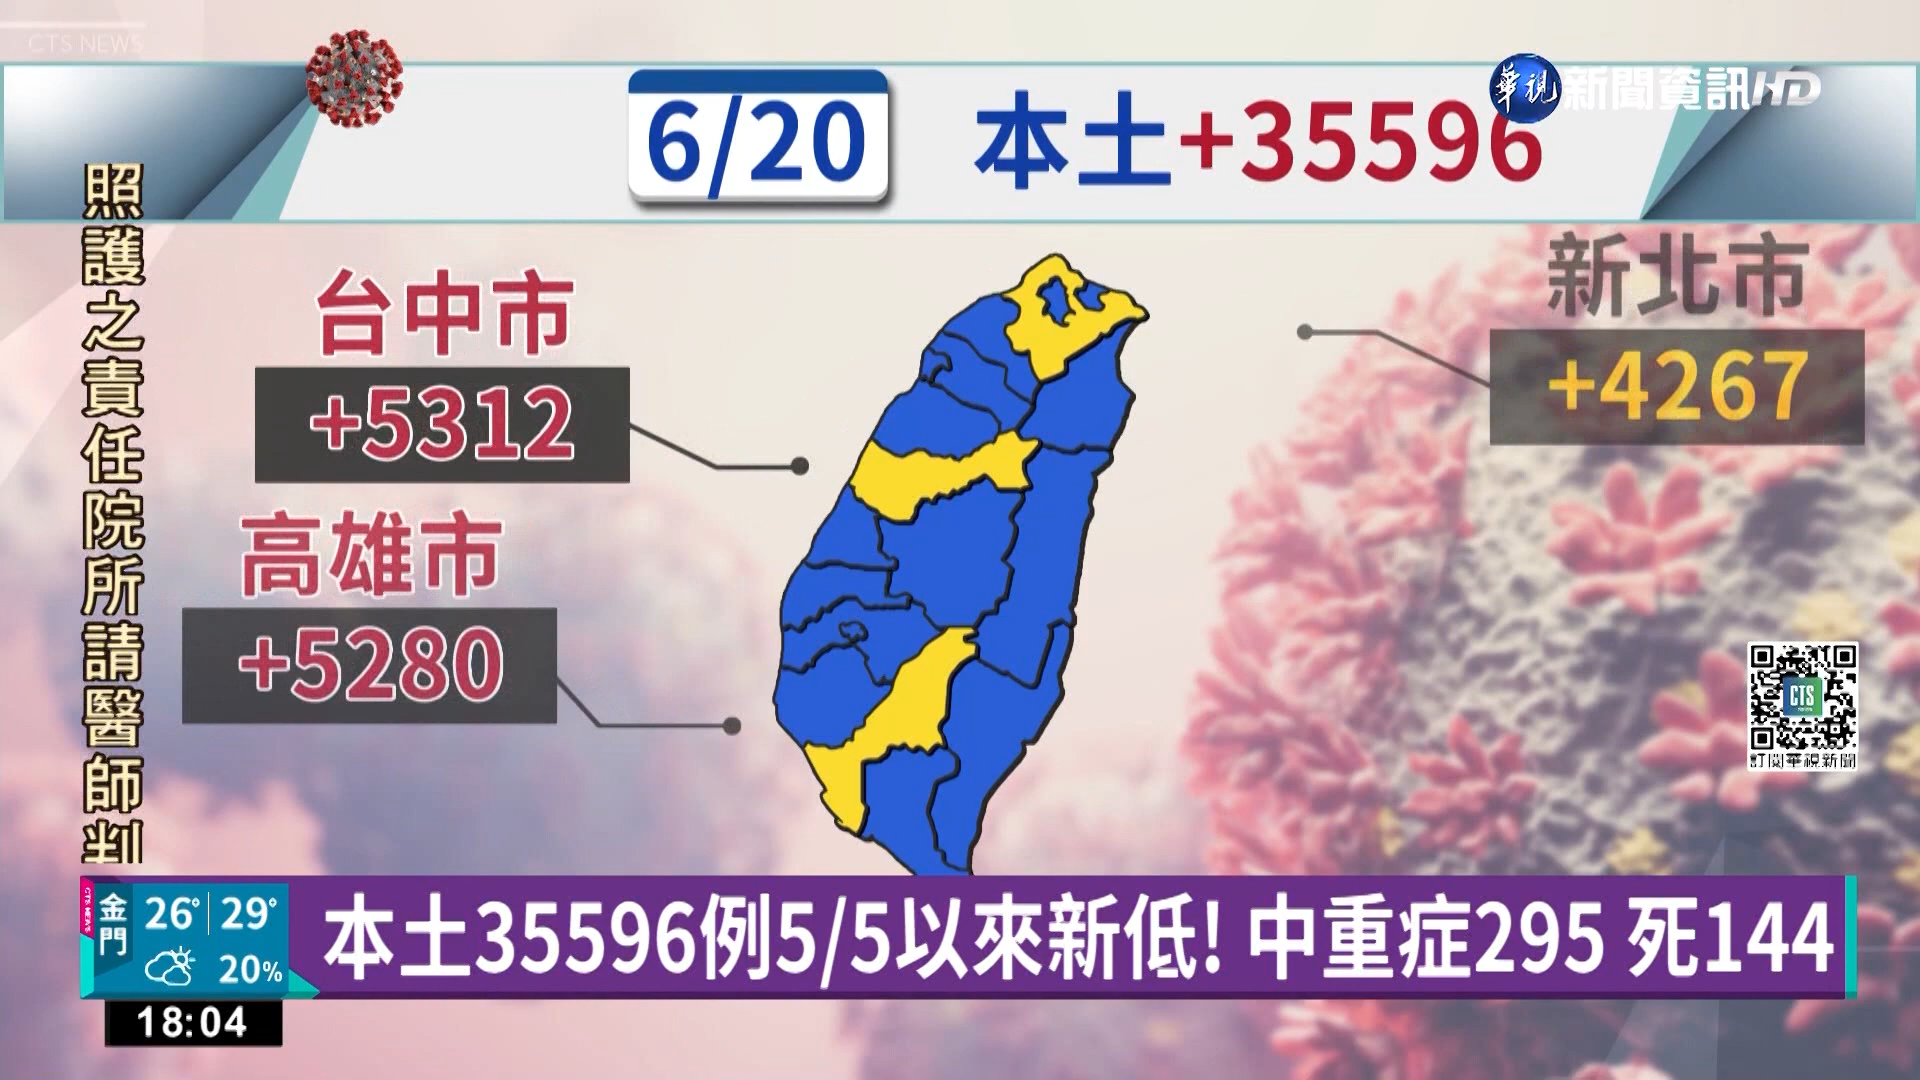 CTS NEWS
6/20
本土+35596
華視新聞資訊HD
照護之責任院所請醫師判
台中市
+5312
高雄市
+5280
新北市
+4267
CTS
訂閱華視新聞
CTS NEWS
金門
26° 29°
20%
本土35596例5/5以來新低! 中重症295 死144
18:04